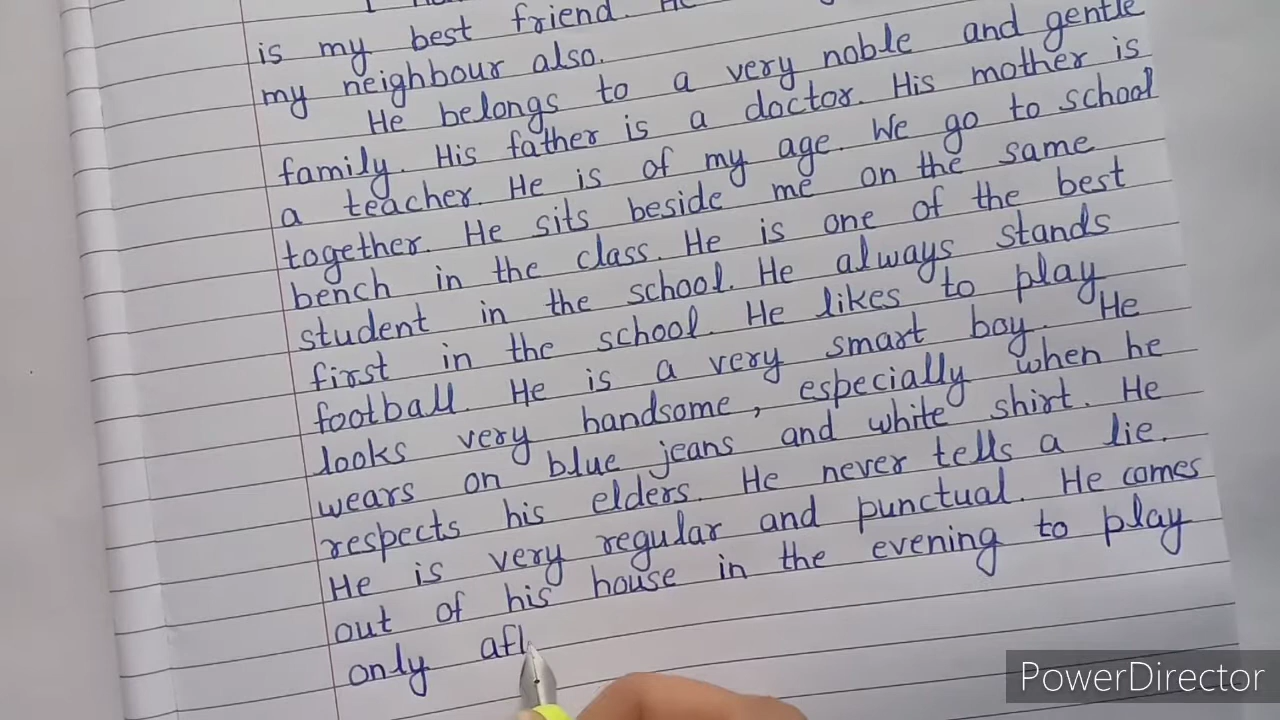 is my best friend. He
my neighbour also.
He belongs to a very noble and gentle
family. His father is a doctor. His mother is
a teacher. He is of my age. We go to school
together. He sits beside me on the same
bench in the class. He is one of the best
student in the school. He always stands
first in the school. He likes to play
football. He is a very smart boy. He
looks very handsome, especially when he
wears on blue jeans and white shirt. He
respects his elders. He never tells a lie.
He is very regular and punctual. He comes
out of his house in the evening to play
only aft
PowerDirector